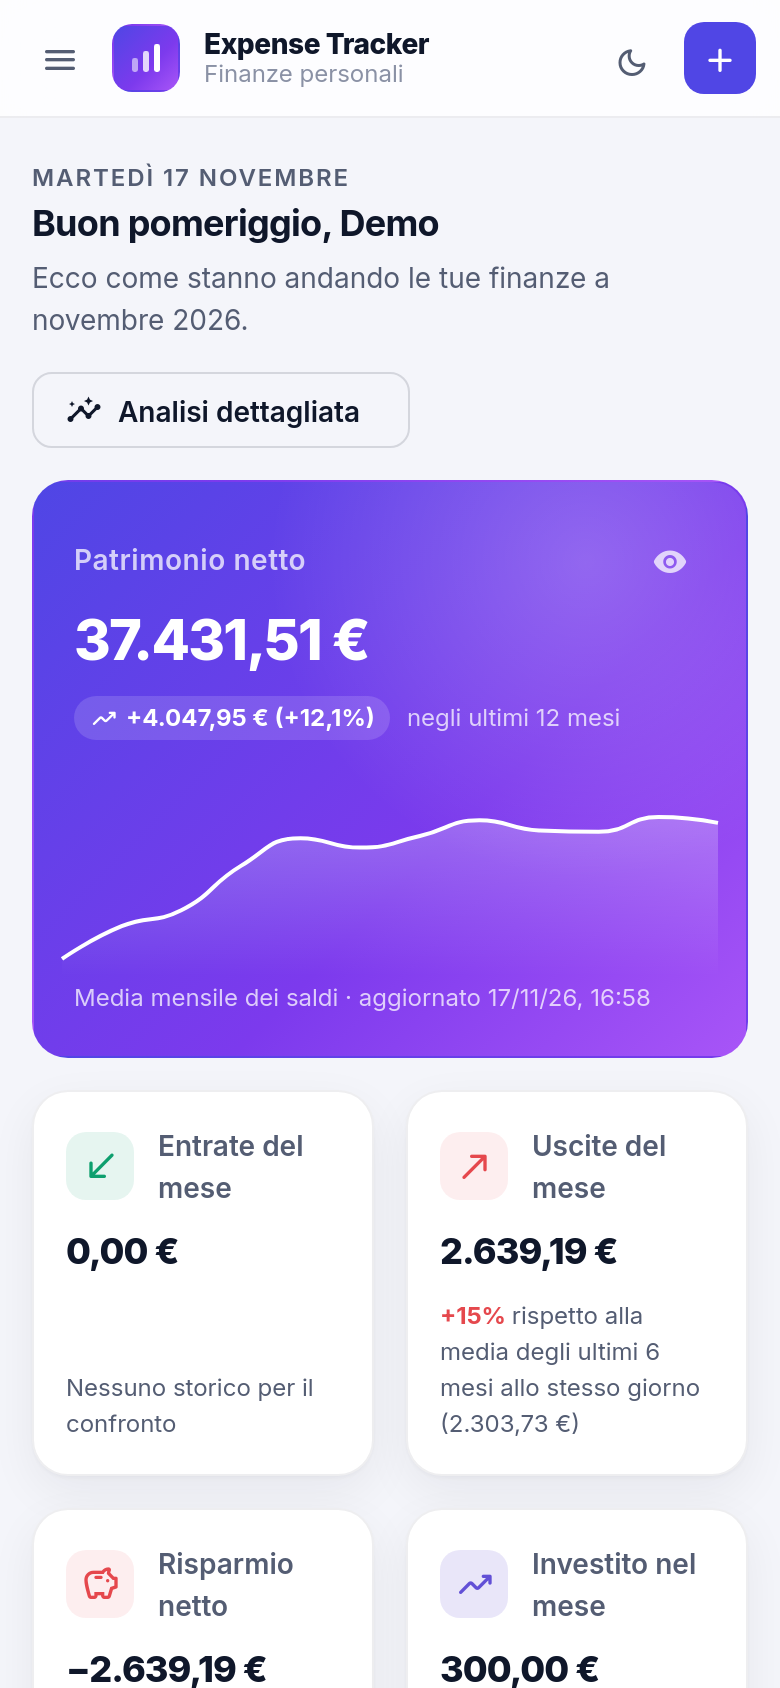 Expense Tracker
Finanze personali
MARTEDÌ 17 NOVEMBRE
Buon pomeriggio, Demo
Ecco come stanno andando le tue finanze a
novembre 2026.
Analisi dettagliata
Patrimonio netto
37.431,51 €
+4.047,95 € (+12,1%) negli ultimi 12 mesi
Media mensile dei saldi · aggiornato 17/11/26, 16:58
Entrate del
mese
0,00 €
Nessuno storico per il
confronto
Uscite del
mese
2.639,19 €
+15% rispetto alla
media degli ultimi 6
mesi allo stesso giorno
(2.303,73 €)
Risparmio
netto
−2.639,19 €
Investito nel
mese
300,00 €